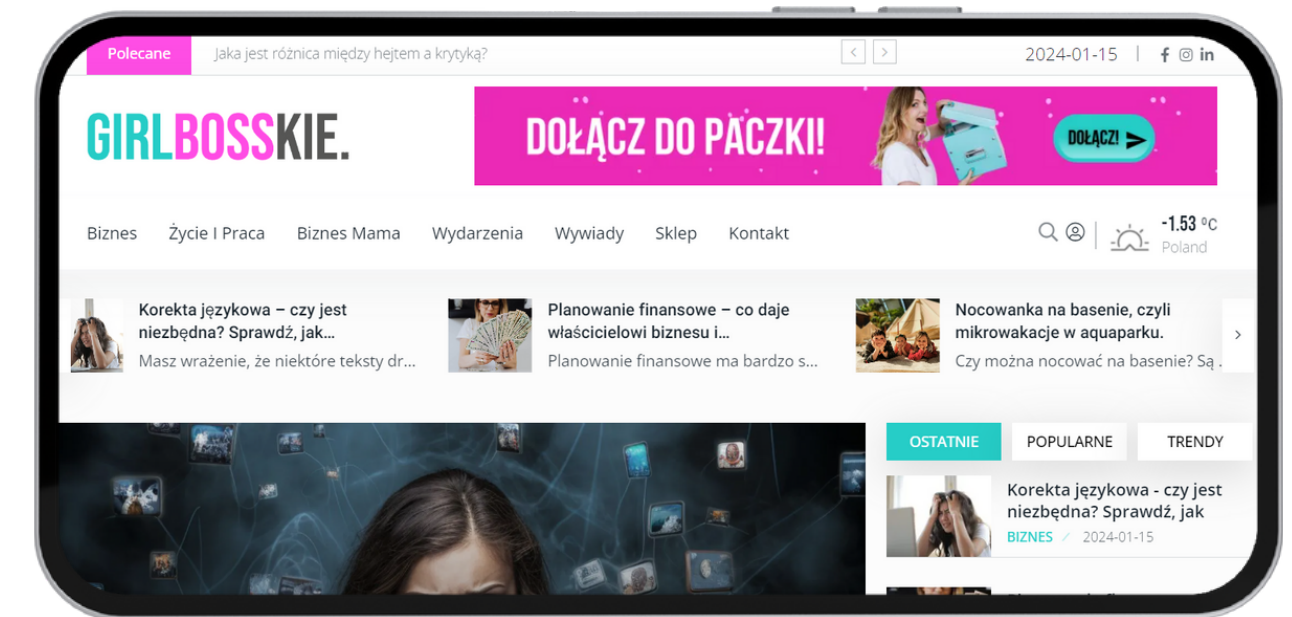 Polecane
Jaka jest różnica między hejtem a krytyką?
2024-01-15
GIRLBOSSKIE.
DOŁĄCZ DO PACZKI!
DOŁĄCZ!
Biznes
Życie I Praca
Biznes Mama
Wydarzenia
Wywiady
Sklep
Kontakt
-1.53 °C
Poland
Korekta językowa – czy jest
niezbędna? Sprawdź, jak...
Masz wrażenie, że niektóre teksty dr...
Planowanie finansowe – co daje
właścicielowi biznesu i...
Planowanie finansowe ma bardzo s...
Nocowanka na basenie, czyli
mikrowakacje w aquaparku.
Czy można nocować na basenie? Są .
OSTATNIE
POPULARNE
TRENDY
Korekta językowa - czy jest
niezbędna? Sprawdź, jak
BIZNES / 2024-01-15